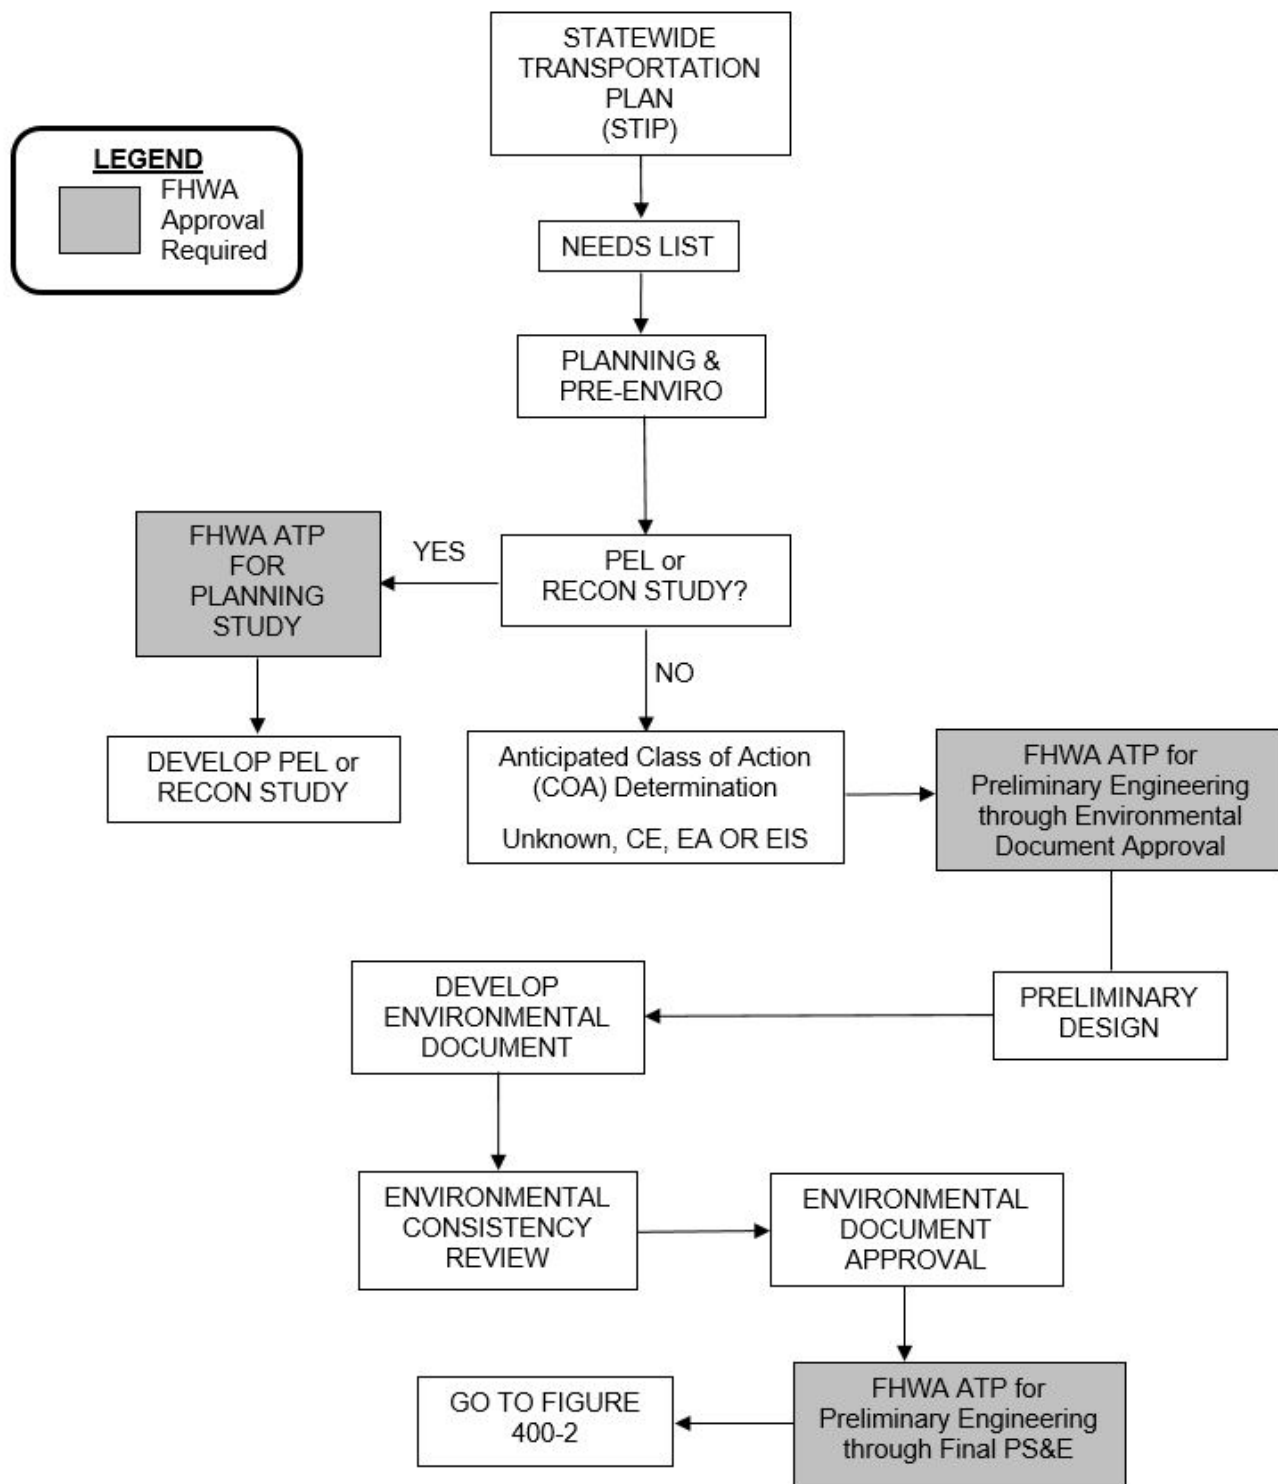 STATEWIDE
TRANSPORTATION
PLAN
(STIP)
LEGEND
FHWA
Approval
Required
NEEDS LIST
PLANNING &
PRE-ENVIRO
FHWA ATP
FOR
PLANNING
STUDY
YES
PEL or
RECON STUDY?
NO
DEVELOP PEL or
RECON STUDY
Anticipated Class of Action
(COA) Determination
Unknown, CE, EA OR EIS
FHWA ATP for
Preliminary Engineering
through Environmental
Document Approval
DEVELOP
ENVIRONMENTAL
DOCUMENT
PRELIMINARY
DESIGN
ENVIRONMENTAL
CONSISTENCY
REVIEW
ENVIRONMENTAL
DOCUMENT
APPROVAL
GO TO FIGURE
400-2
FHWA ATP for
Preliminary Engineering
through Final PS&E